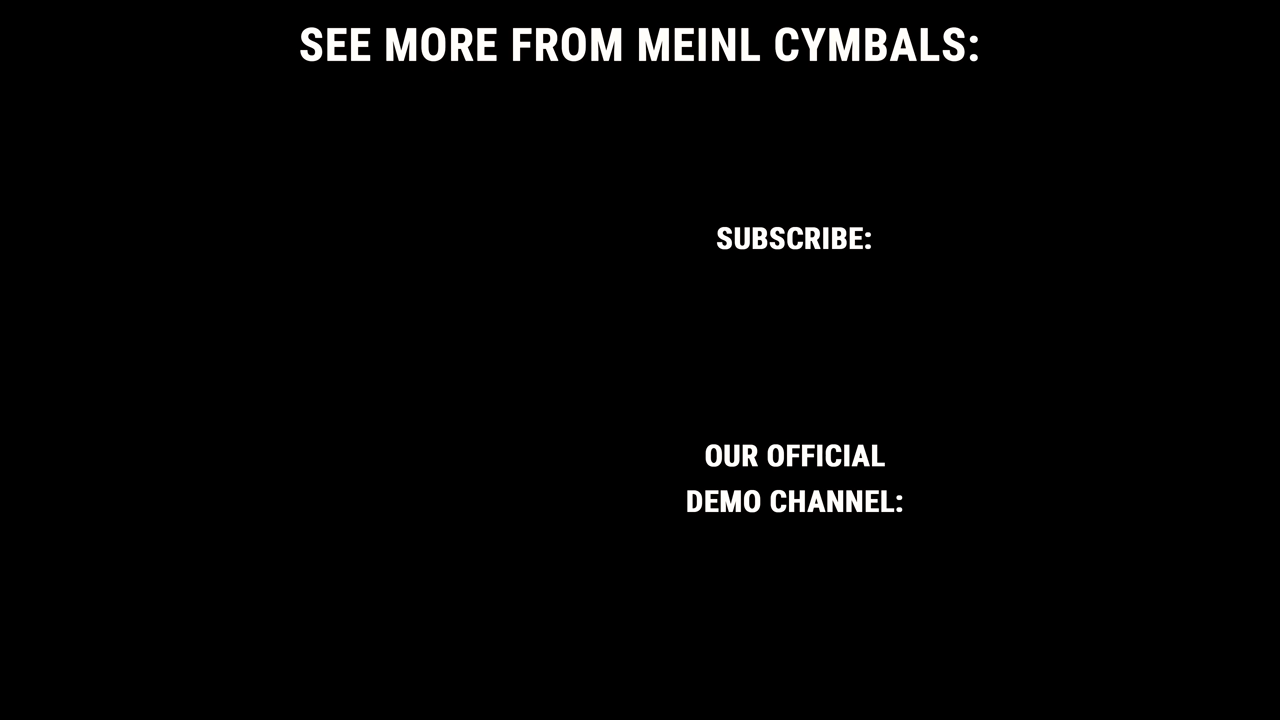 SEE MORE FROM MEINL CYMBALS:
SUBSCRIBE:
OUR OFFICIAL
DEMO CHANNEL: